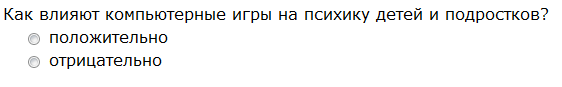 Как влияют компьютерные игры на психику детей и подростков?
положительно
отрицательно